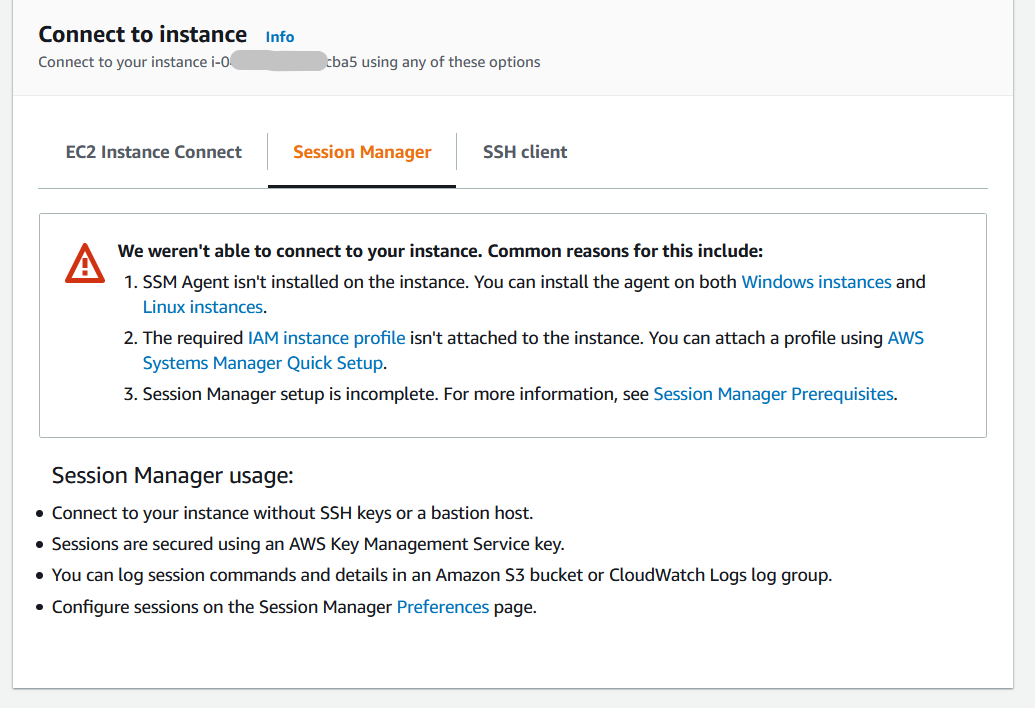 Connect to instance Info
Connect to your instance i-0 cba5 using any of these options
EC2 Instance Connect
Session Manager
SSH client
We weren't able to connect to your instance. Common reasons for this include:
1. SSM Agent isn't installed on the instance. You can install the agent on both Windows instances and
Linux instances.
2. The required IAM instance profile isn't attached to the instance. You can attach a profile using AWS
Systems Manager Quick Setup.
3. Session Manager setup is incomplete. For more information, see Session Manager Prerequisites.
Session Manager usage:
• Connect to your instance without SSH keys or a bastion host.
• Sessions are secured using an AWS Key Management Service key.
• You can log session commands and details in an Amazon S3 bucket or CloudWatch Logs log group.
• Configure sessions on the Session Manager Preferences page.